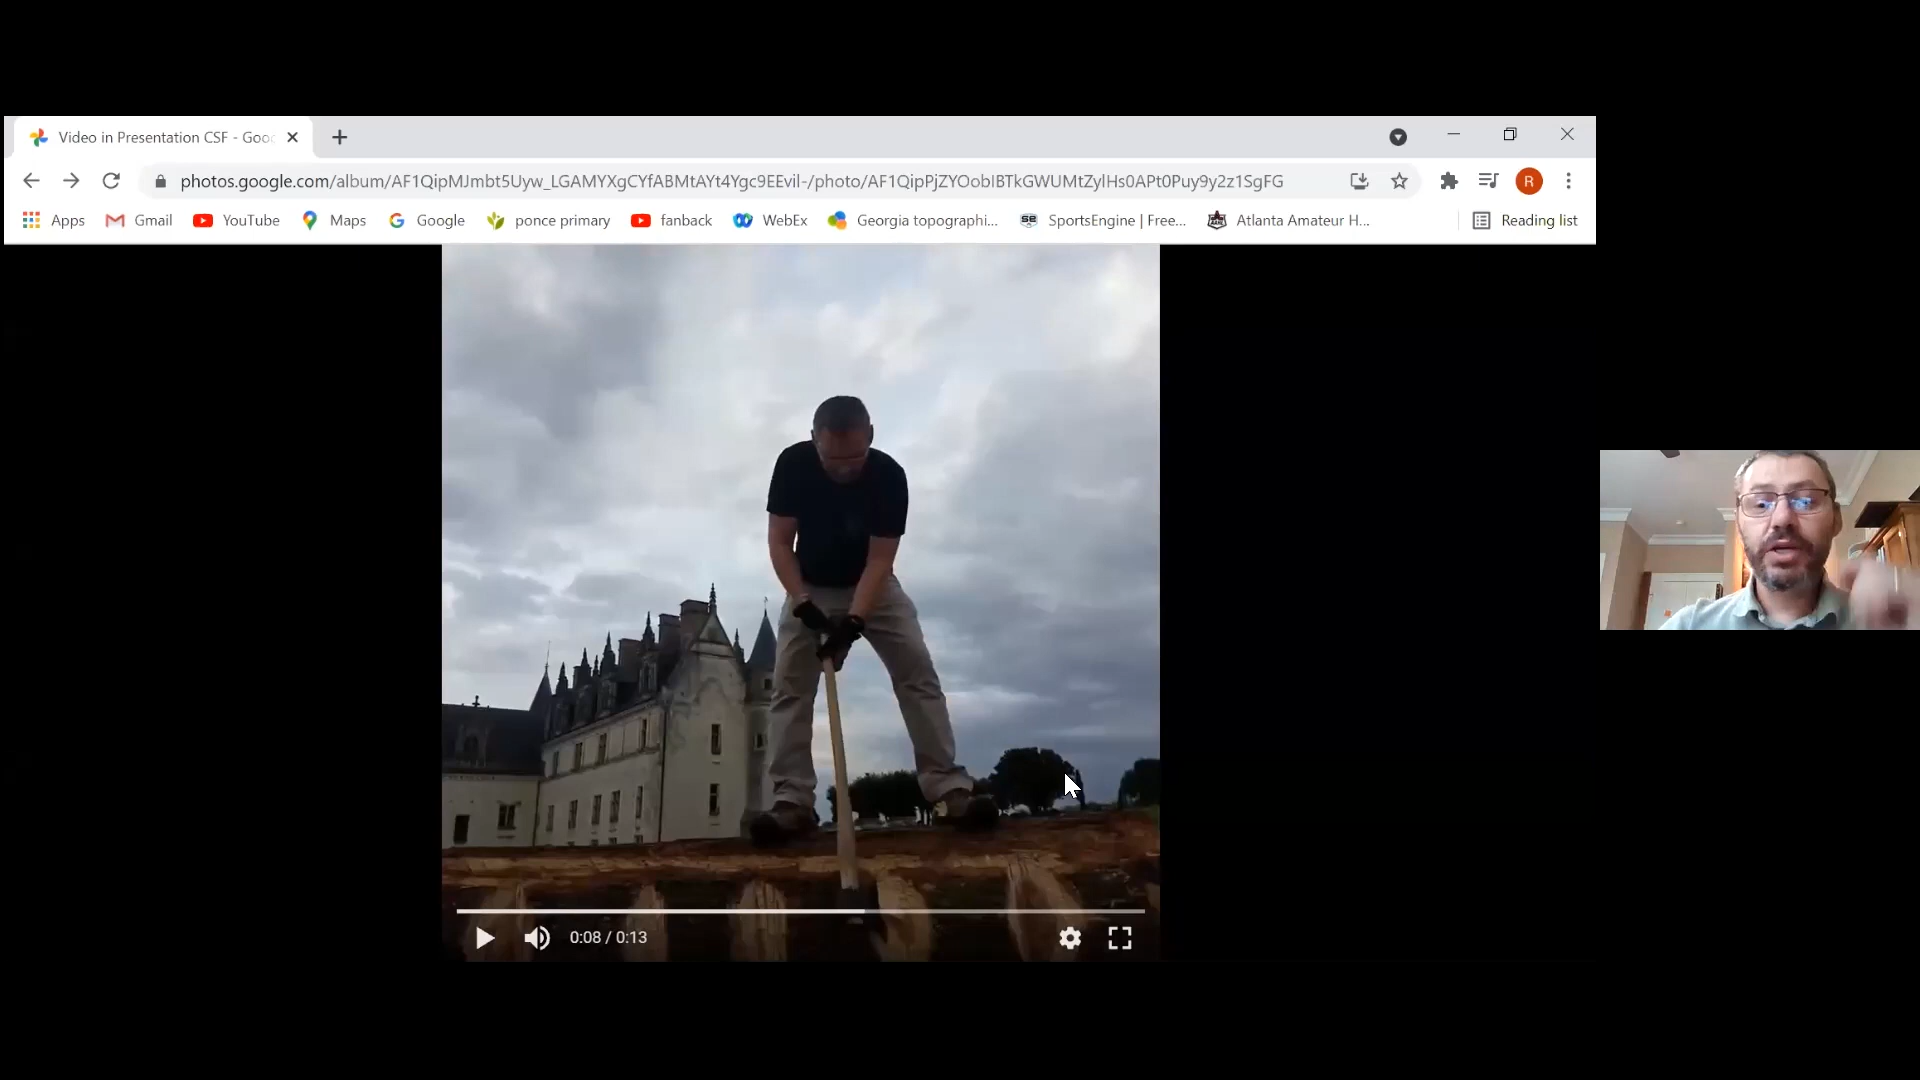 Video in Presentation CSF - Goo
photos.google.com/album/AF1QipMJmbt5Uyw_LGAMYXgCYfABMtAYt4Ygc9EEvil-/photo/AF1QipPjZYOobIBTkGWUMtZylHs0APt0Puy9y2z1SgFG
R
Apps Gmail YouTube Maps Google ponce primary fanback WebEx Georgia topographi... SportsEngine | Free... Atlanta Amateur H... Reading list
0:08 / 0:13